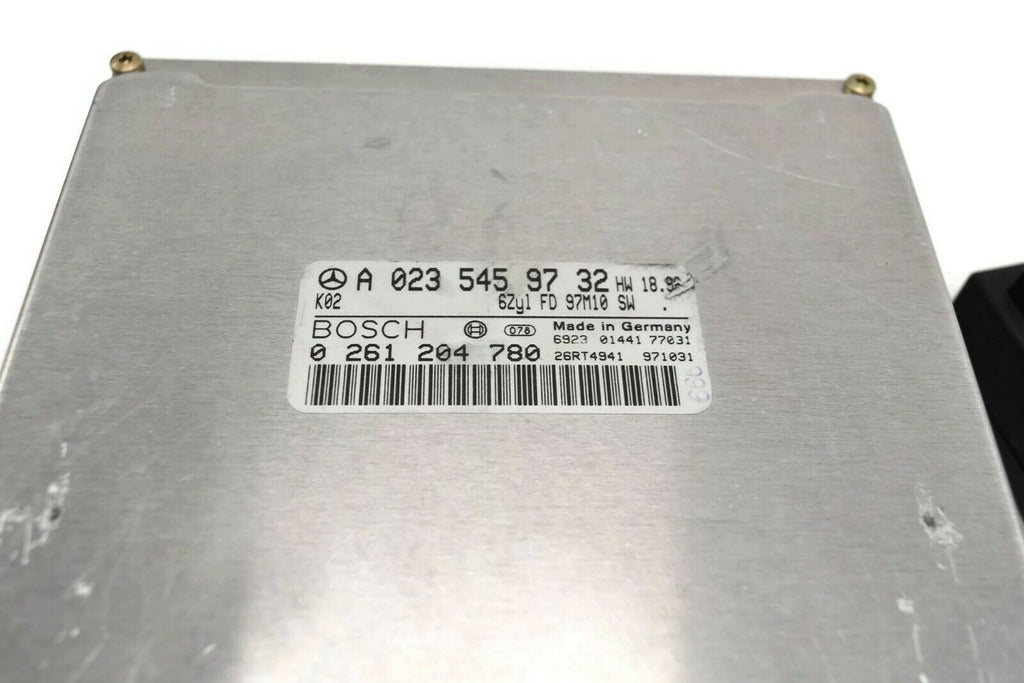 A 023 545 97 32 HW 18.96
K02 6Zyl FD 97M10 SW .
BOSCH 078 Made in Germany
6923 01441 77031
0 261 204 780 26RT4941 971031